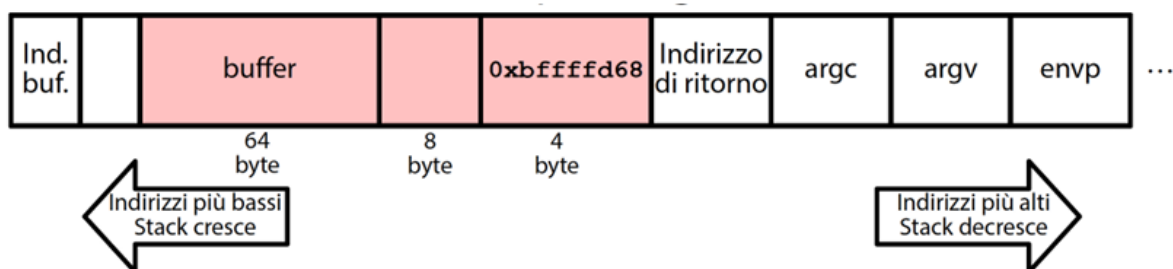 Ind.
buf.
buffer
0xbffffd68
Indirizzo
di ritorno
argc
argv
envp
...
64
byte
8
byte
4
byte
Indirizzi più bassi
Stack cresce
Indirizzi più alti
Stack decresce